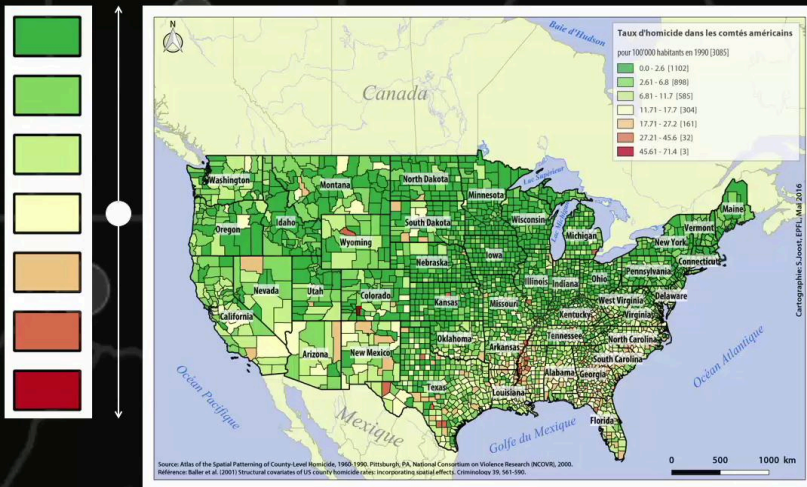 N
Baie d'Hudson
Taux d'homicide dans les comtés américains
pour 100'000 habitants en 1990 [3085]
0.0 - 2.6 [1102]
2.61 - 6.8 [898]
6.81 - 11.7 [585]
11.71 - 17.7 [304]
17.71 - 27.2 [161]
27.21 - 45.6 [32]
45.61 - 71.4 [3]
Canada
Lac Supérieur
Washington
Montana
North Dakota
Minnesota
Maine
Oregon
Idaho
South Dakota
Wisconsin
Michigan
Vermont
Wyoming
New York
Iowa
Nebraska
Connecticut
Pennsylvania
Nevada
Utah
Colorado
Illinois
Indiana
Ohio
Delaware
California
Kansas
Missouri
West Virginia
Kentucky
Virginia
Arizona
New Mexico
Oklahoma
Arkansas
Tennessee
North Carolina
South Carolina
Texas
Louisiana
Alabama
Georgia
Florida
Océan Pacifique
Mexique
Golfe du Mexique
Océan Atlantique
0 500 1000 km
Source: Atlas of the Spatial Patterning of County-Level Homicide, 1960-1990. Pittsburgh, PA, National Consortium on Violence Research (NCOVR), 2000.
Référence: Baller et al. (2001) Structural covariates of US county homicide rates: incorporating spatial effects. Criminology 39, 561-590.
Cartographie: S.Joost, EPFL, Mai 2016